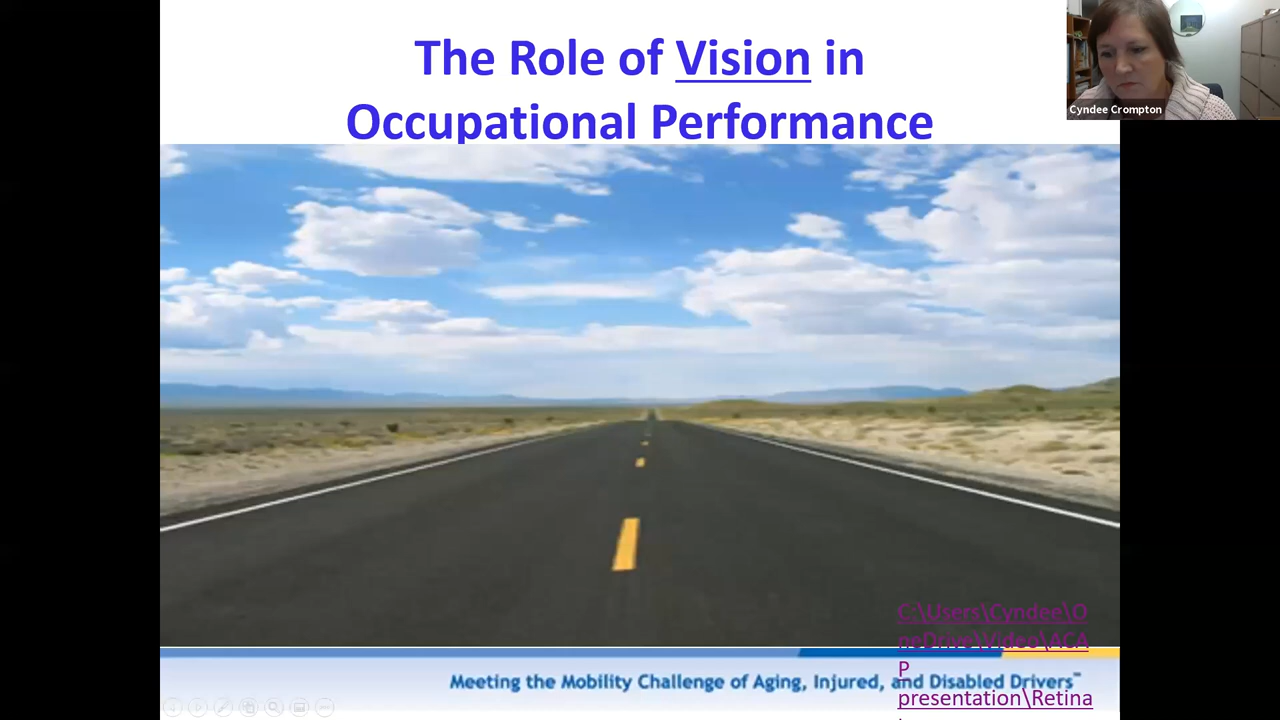 The Role of Vision in
Occupational Performance
Cyndee Crompton
C:\Users\Cyndee\O
neDrive\Video\ACA
P
presentation\Retina
Meeting the Mobility Challenge of Aging, Injured, and Disabled Drivers™